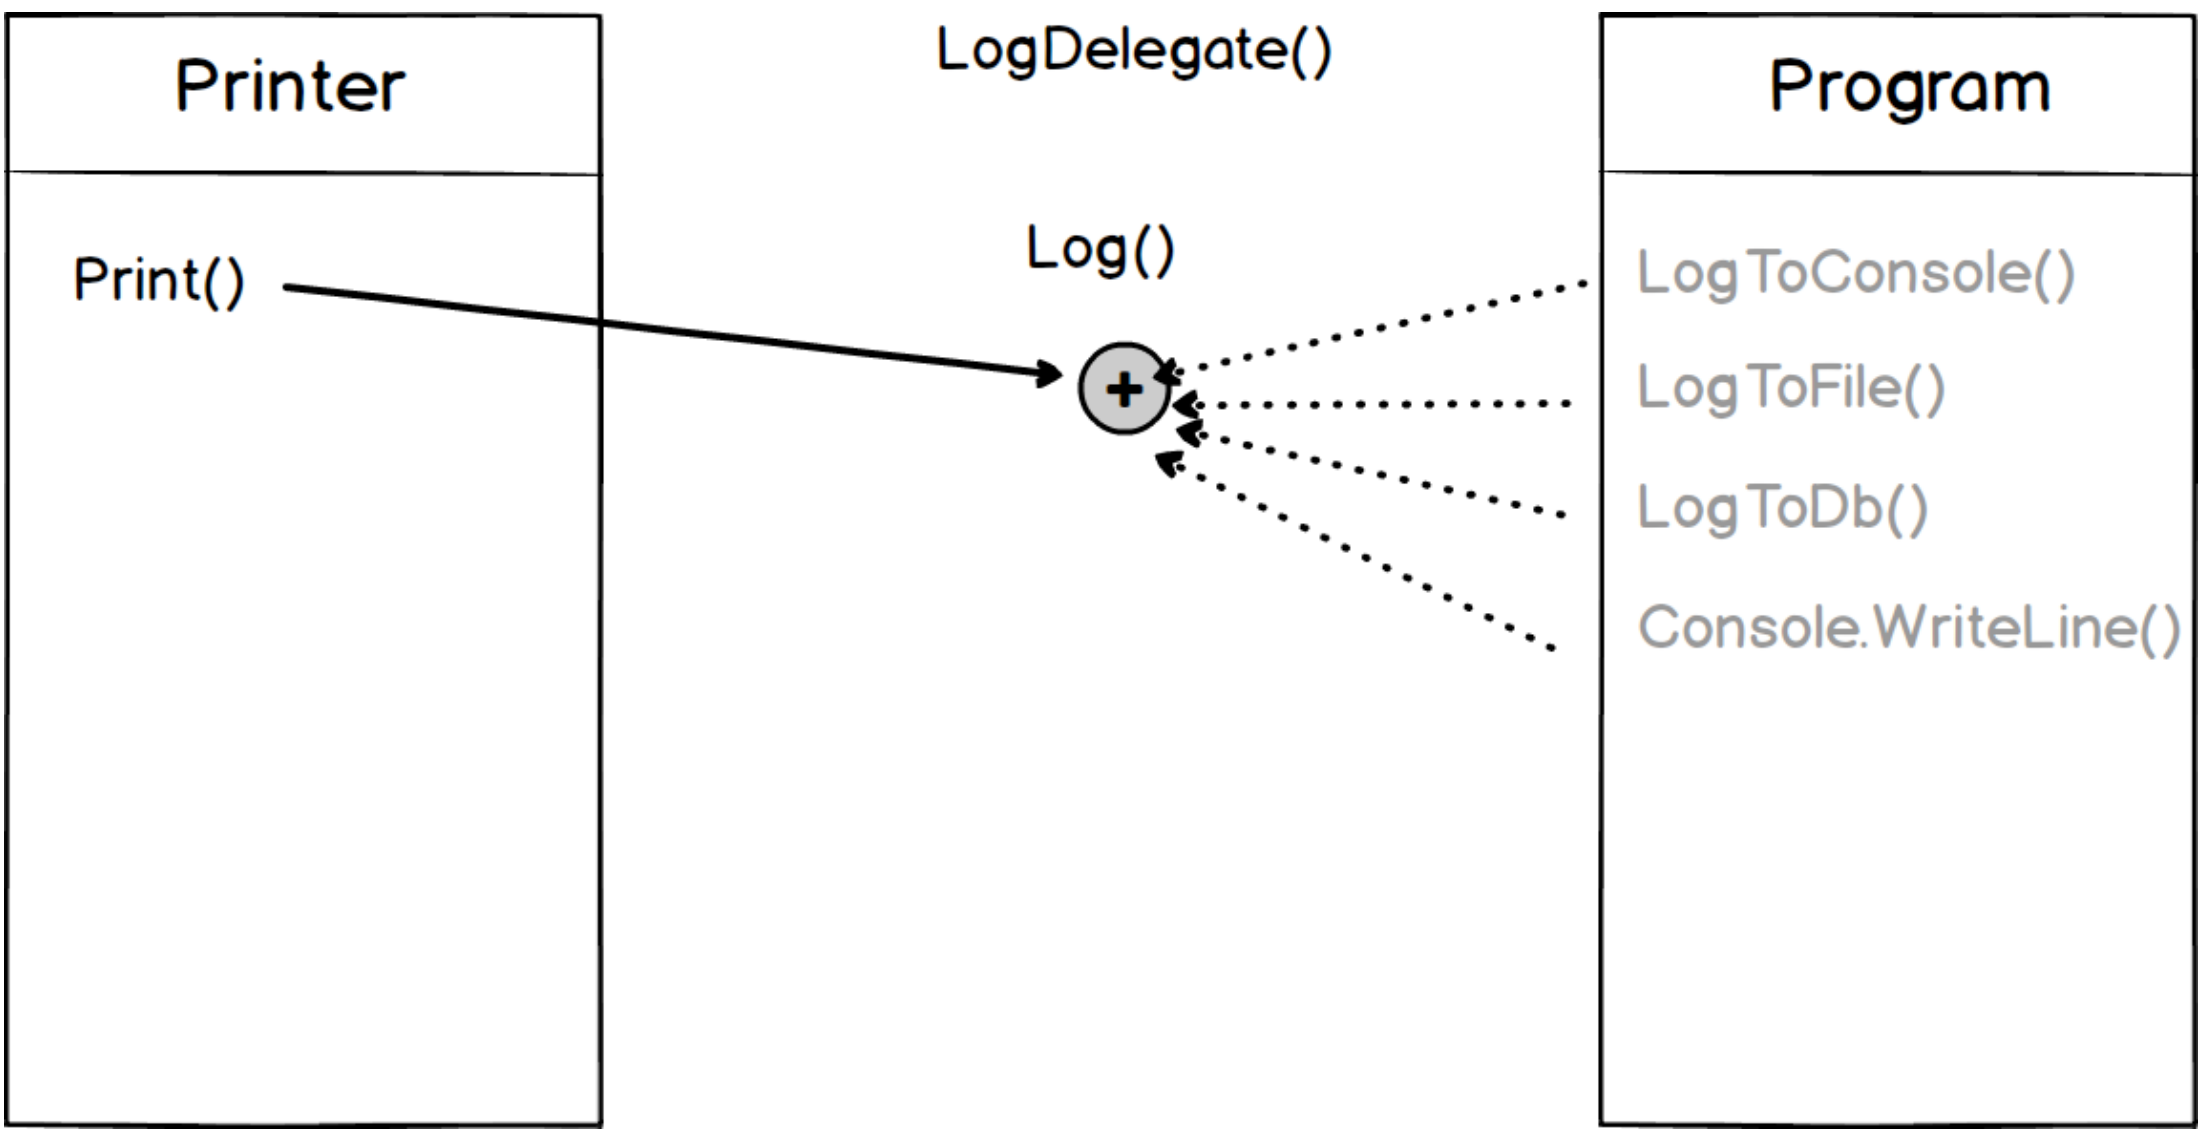 Printer
Print()
LogDelegate()
Log()
+
Program
LogToConsole()
LogToFile()
LogToDb()
Console.WriteLine()